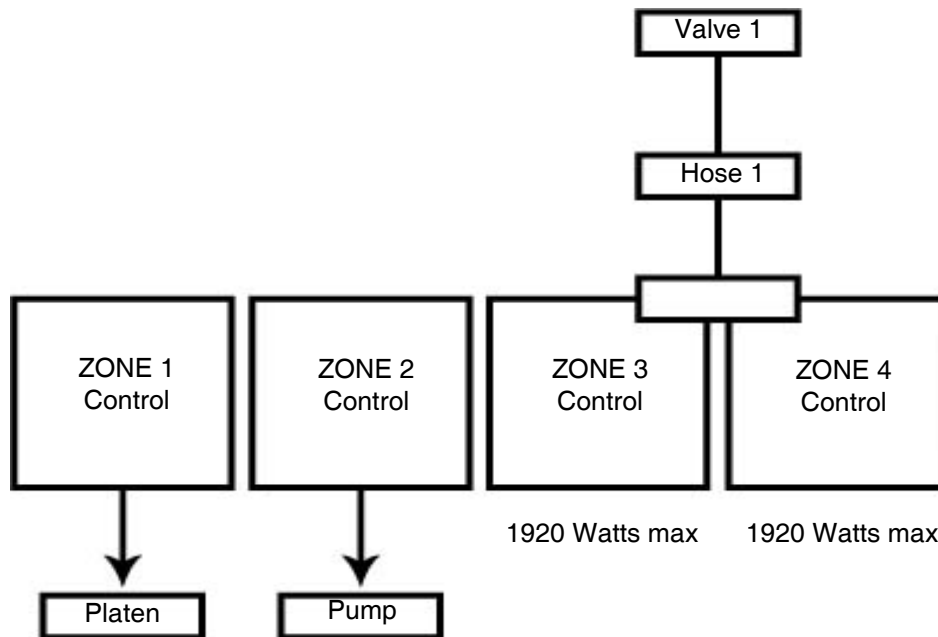 Valve 1
Hose 1
ZONE 1
Control
ZONE 2
Control
ZONE 3
Control
ZONE 4
Control
1920 Watts max
1920 Watts max
Platen
Pump